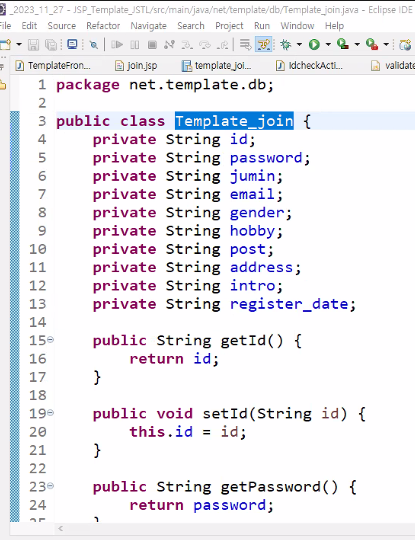 2023_11_27 - JSP_Template_JSTL/src/main/java/net/template/db/Template_join.java - Eclipse IDE
File Edit Source Refactor Navigate Search Project Run Window Help
TemplateFron... join.jsp template_joi... IdcheckActi... validate
1 package net.template.db;
2
3 public class Template_join {
4 private String id;
5 private String password;
6 private String jumin;
7 private String email;
8 private String gender;
9 private String hobby;
10 private String post;
11 private String address;
12 private String intro;
13 private String register_date;
14
15 public String getId() {
16 return id;
17 }
18
19 public void setId(String id) {
20 this.id = id;
21 }
22
23 public String getPassword() {
24 return password;
25 }